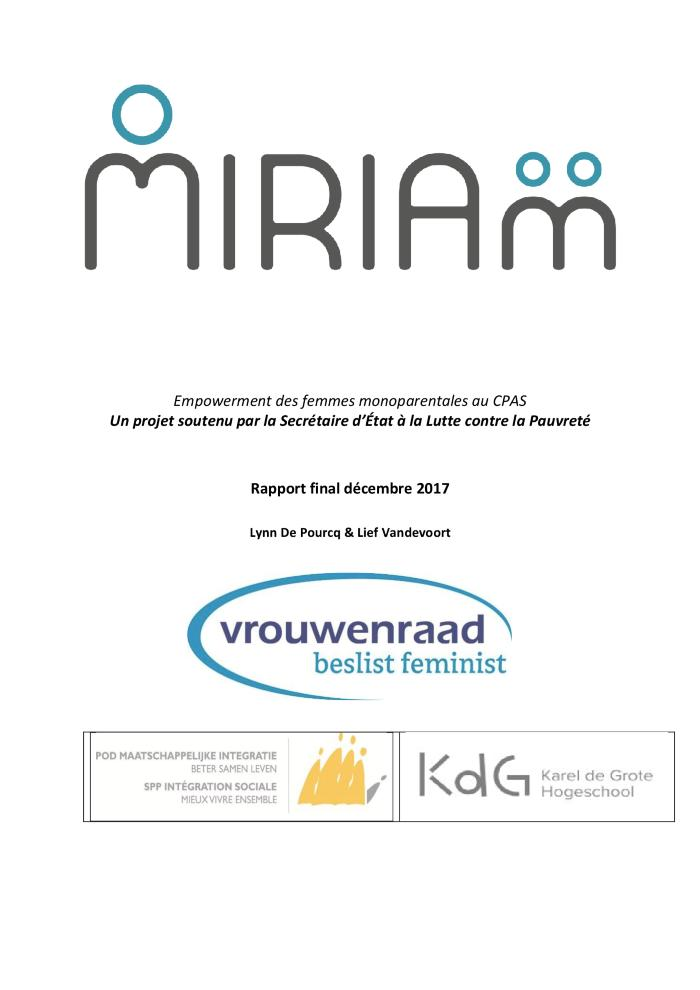 MIRIAm
Empowerment des femmes monoparentales au CPAS
Un projet soutenu par la Secrétaire d’État à la Lutte contre la Pauvreté
Rapport final décembre 2017
Lynn De Pourcq & Lief Vandevoort
vrouwenraad
beslist feminist
POD MAATSCHAPPELIJKE INTEGRATIE
BETER SAMEN LEVEN
SPP INTÉGRATION SOCIALE
MIEUX VIVRE ENSEMBLE
KdG Karel de Grote
Hogeschool